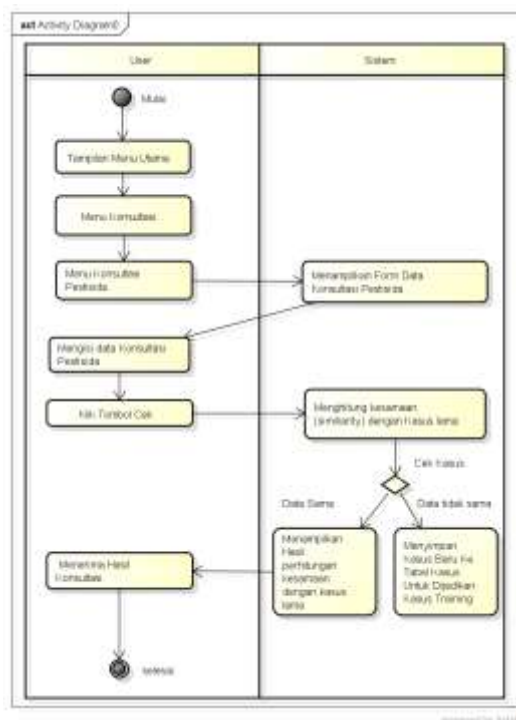 act Activity Diagram0
User
Sistem
Mulai
Tampilan Menu Utama
Menu Konsultasi
Menu Konsultasi
Pestisida
Menampilkan Form Data
Konsultasi Pestisida
Mengisi data Konsultasi
Pestisida
Klik Tombol Cek
Menghitung kesamaan
(similarity) dengan Kasus lama
Cek Kasus
Data Sama
Data tidak sama
Menampilkan
Hasil
perhitungan
kesamaan
dengan kasus
lama
Menyimpan
Kasus Baru Ke
Tabel Kasus
Untuk Dijadikan
Kasus Training
Menerima Hasil
Konsultasi
selesai